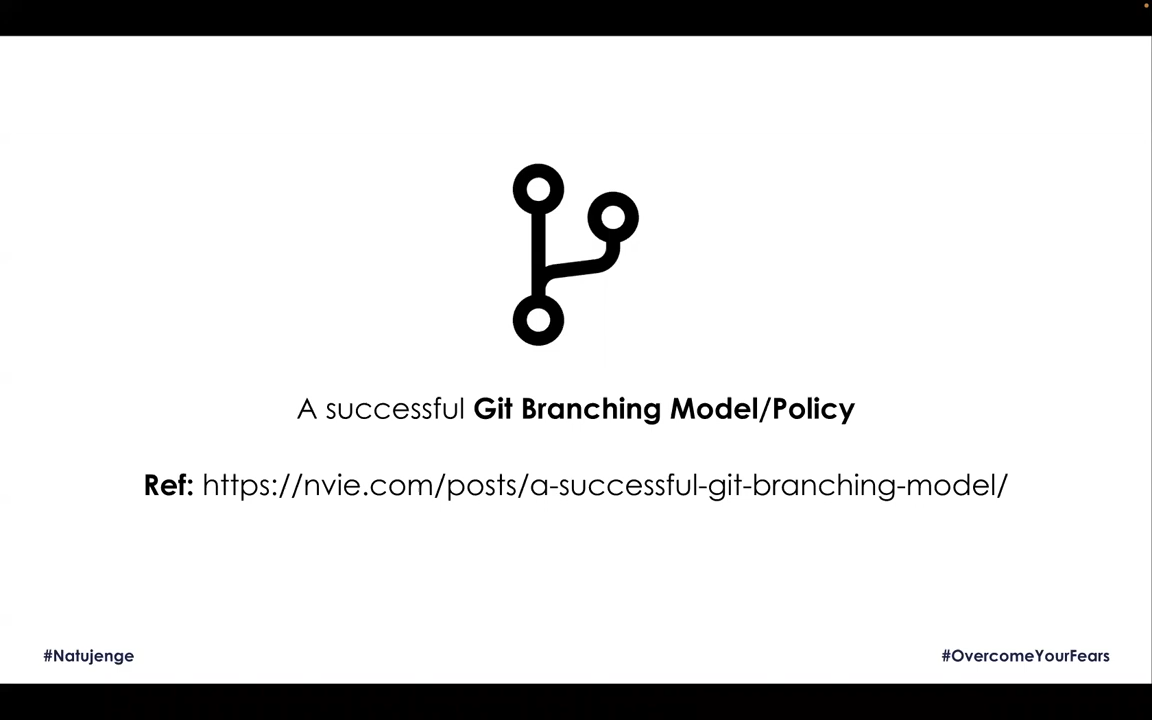 A successful Git Branching Model/Policy
Ref: https://nvie.com/posts/a-successful-git-branching-model/
#Natujenge
#OvercomeYourFears